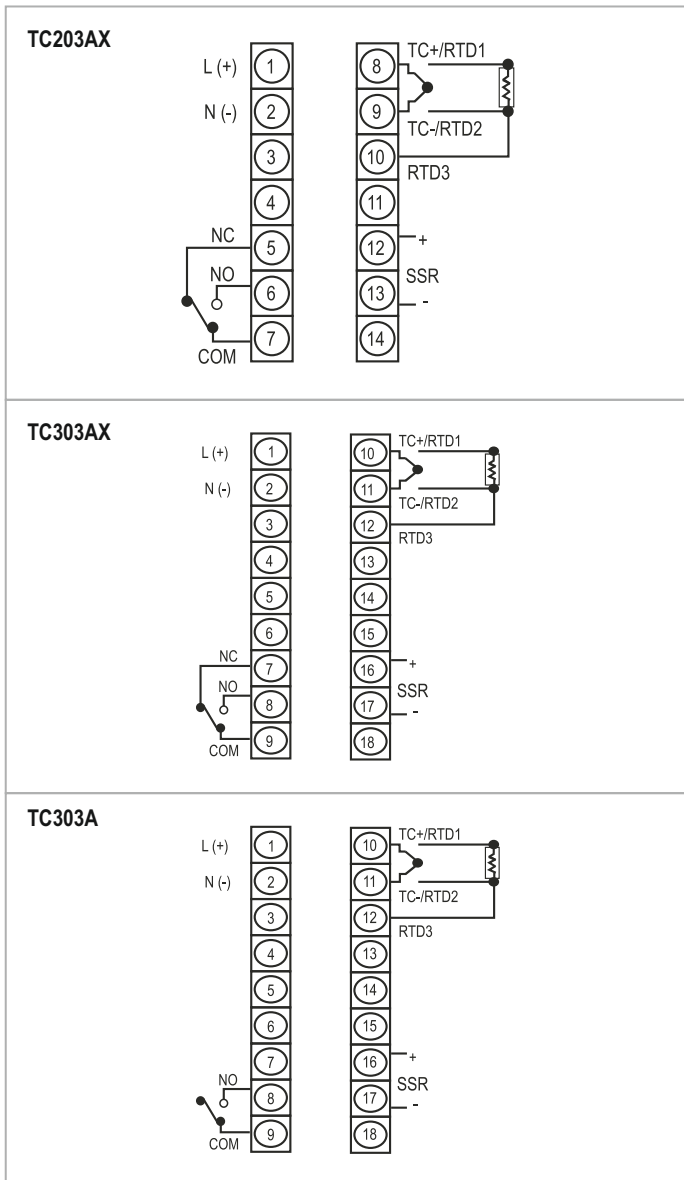 TC203AX
L (+)
1
8
TC+/RTD1
N (-)
2
9
TC-/RTD2
3
10
RTD3
4
11
NC
5
12
+
NO
6
13
SSR
-
COM
7
14
TC303AX
L (+)
1
10
TC+/RTD1
N (-)
2
11
TC-/RTD2
3
12
RTD3
4
13
5
14
6
15
NC
7
16
+
NO
8
17
SSR
-
COM
9
18
TC303A
L (+)
1
10
TC+/RTD1
N (-)
2
11
TC-/RTD2
3
12
RTD3
4
13
5
14
6
15
7
16
+
NO
8
17
SSR
-
COM
9
18